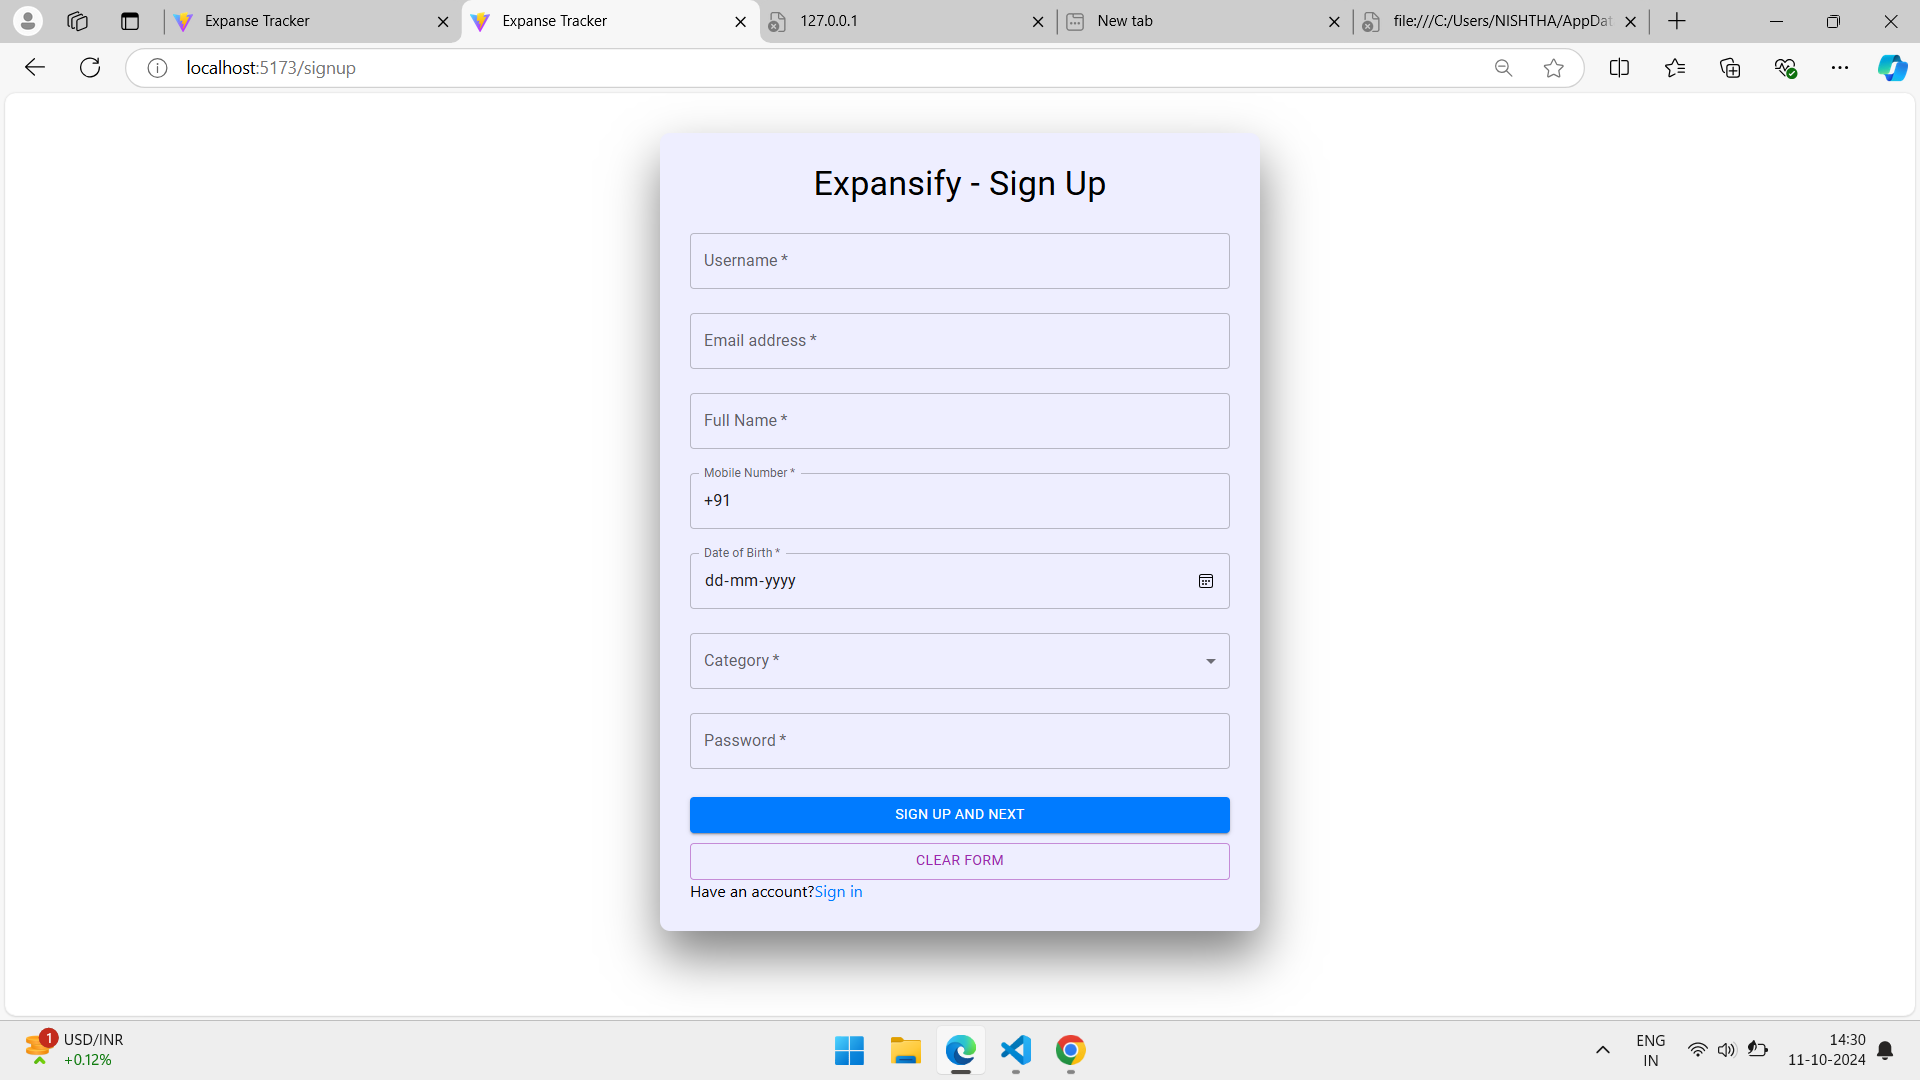 Expanse Tracker
Expanse Tracker
127.0.0.1
New tab
file:///C:/Users/NISHTHA/AppDat
localhost:5173/signup
Expansify - Sign Up
Username *
Email address *
Full Name *
Mobile Number *
+91
Date of Birth *
dd-mm-yyyy
Category *
Password *
SIGN UP AND NEXT
CLEAR FORM
Have an account?Sign in
1
USD/INR
+0.12%
ENG
IN
14:30
11-10-2024